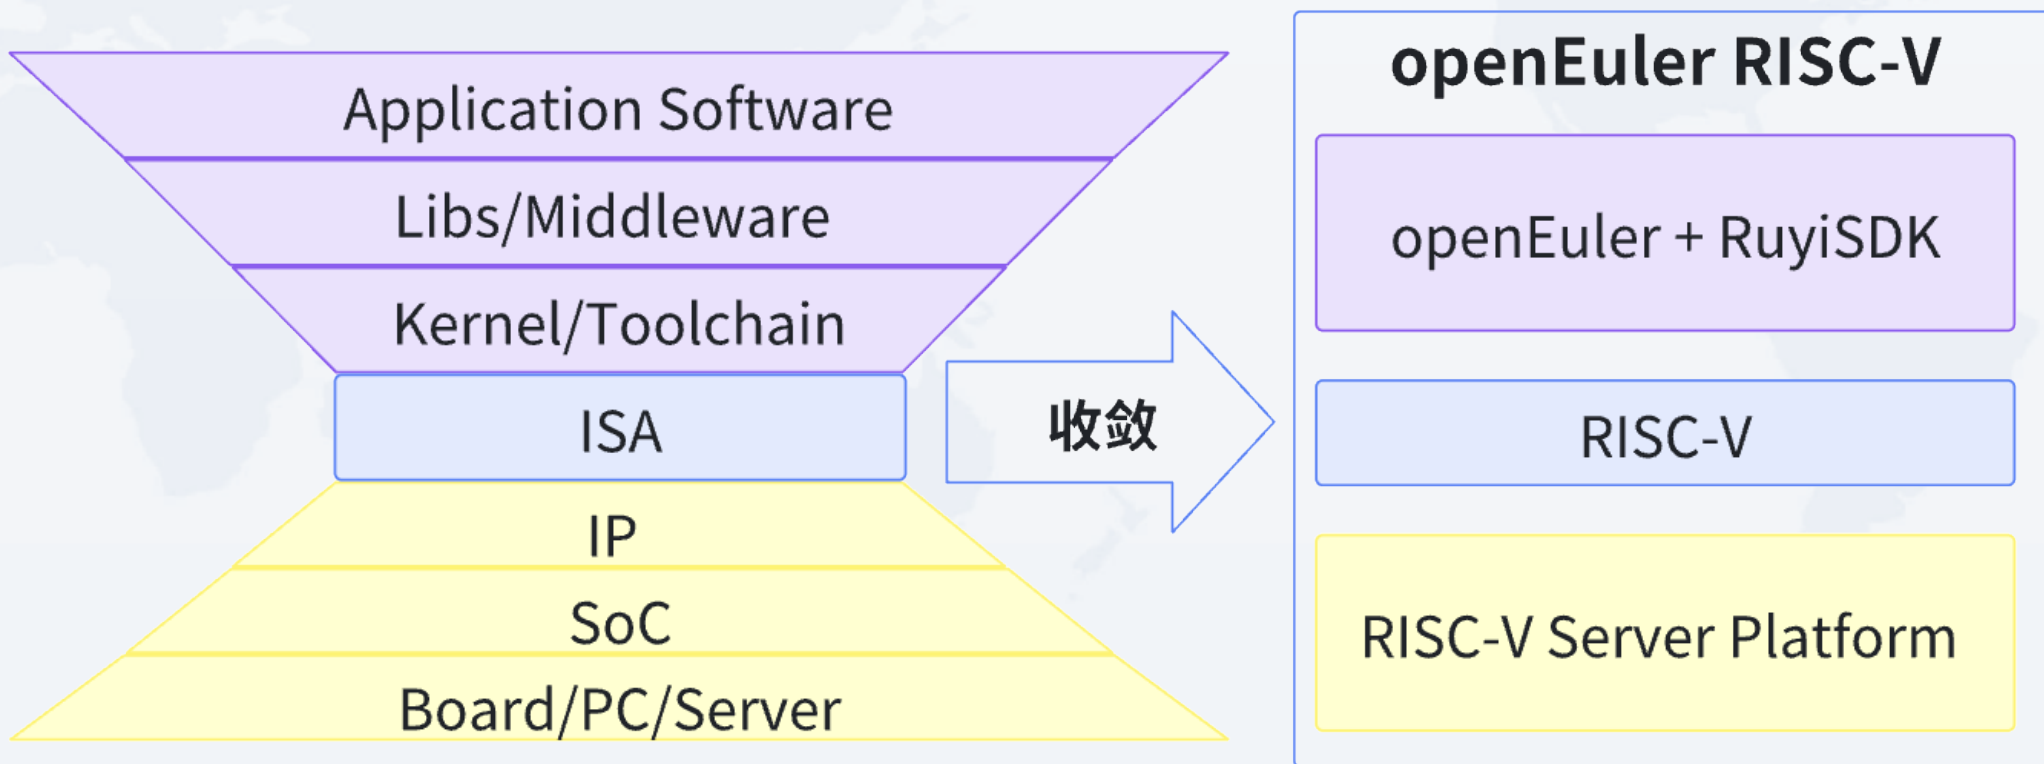 Application Software
Libs/Middleware
Kernel/Toolchain
ISA
IP
SoC
Board/PC/Server
收敛
openEuler RISC-V
openEuler + RuyiSDK
RISC-V
RISC-V Server Platform